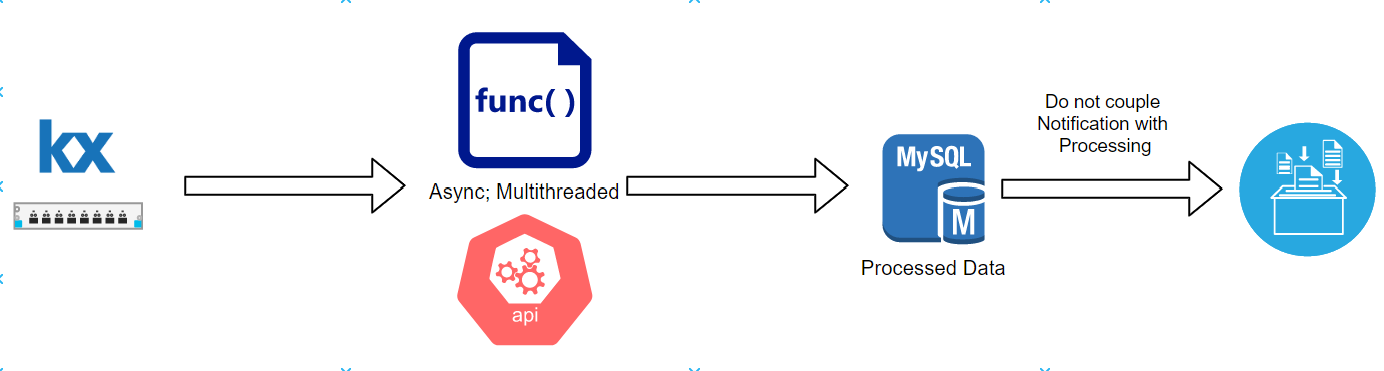 kx
func( )
Async; Multithreaded
api
MySQL
M
Processed Data
Do not couple
Notification with
Processing